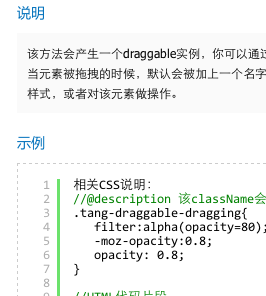 说明
该方法会产生一个draggable实例，你可以通过
当元素被拖拽的时候，默认会被加上一个名字
样式，或者对该元素做操作。
示例
1 相关CSS说明：
2 //@description 该className会
3 .tang-draggable-dragging{
4 filter:alpha(opacity=80);
5 -moz-opacity:0.8;
6 opacity: 0.8;
7 }
8
9 //HTML代码片段